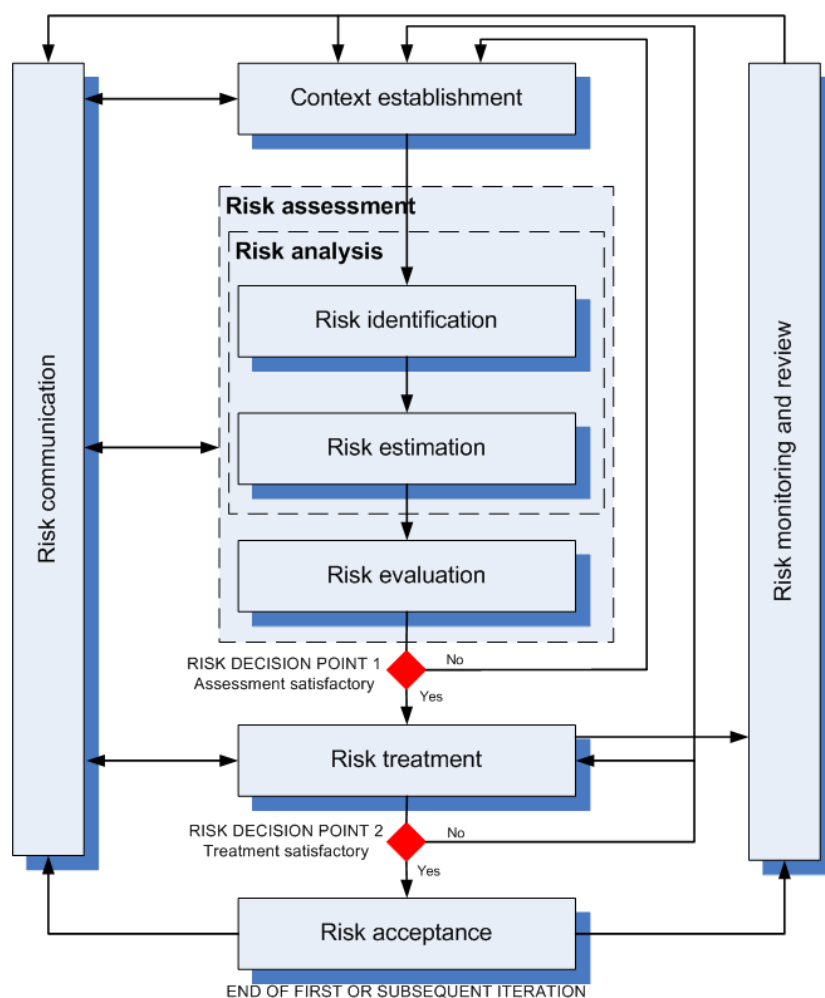 Context establishment
Risk assessment
Risk analysis
Risk identification
Risk communication
Risk monitoring and review
Risk estimation
Risk evaluation
RISK DECISION POINT 1
Assessment satisfactory
No
Yes
Risk treatment
RISK DECISION POINT 2
Treatment satisfactory
No
Yes
Risk acceptance
END OF FIRST OR SUBSEQUENT ITERATION